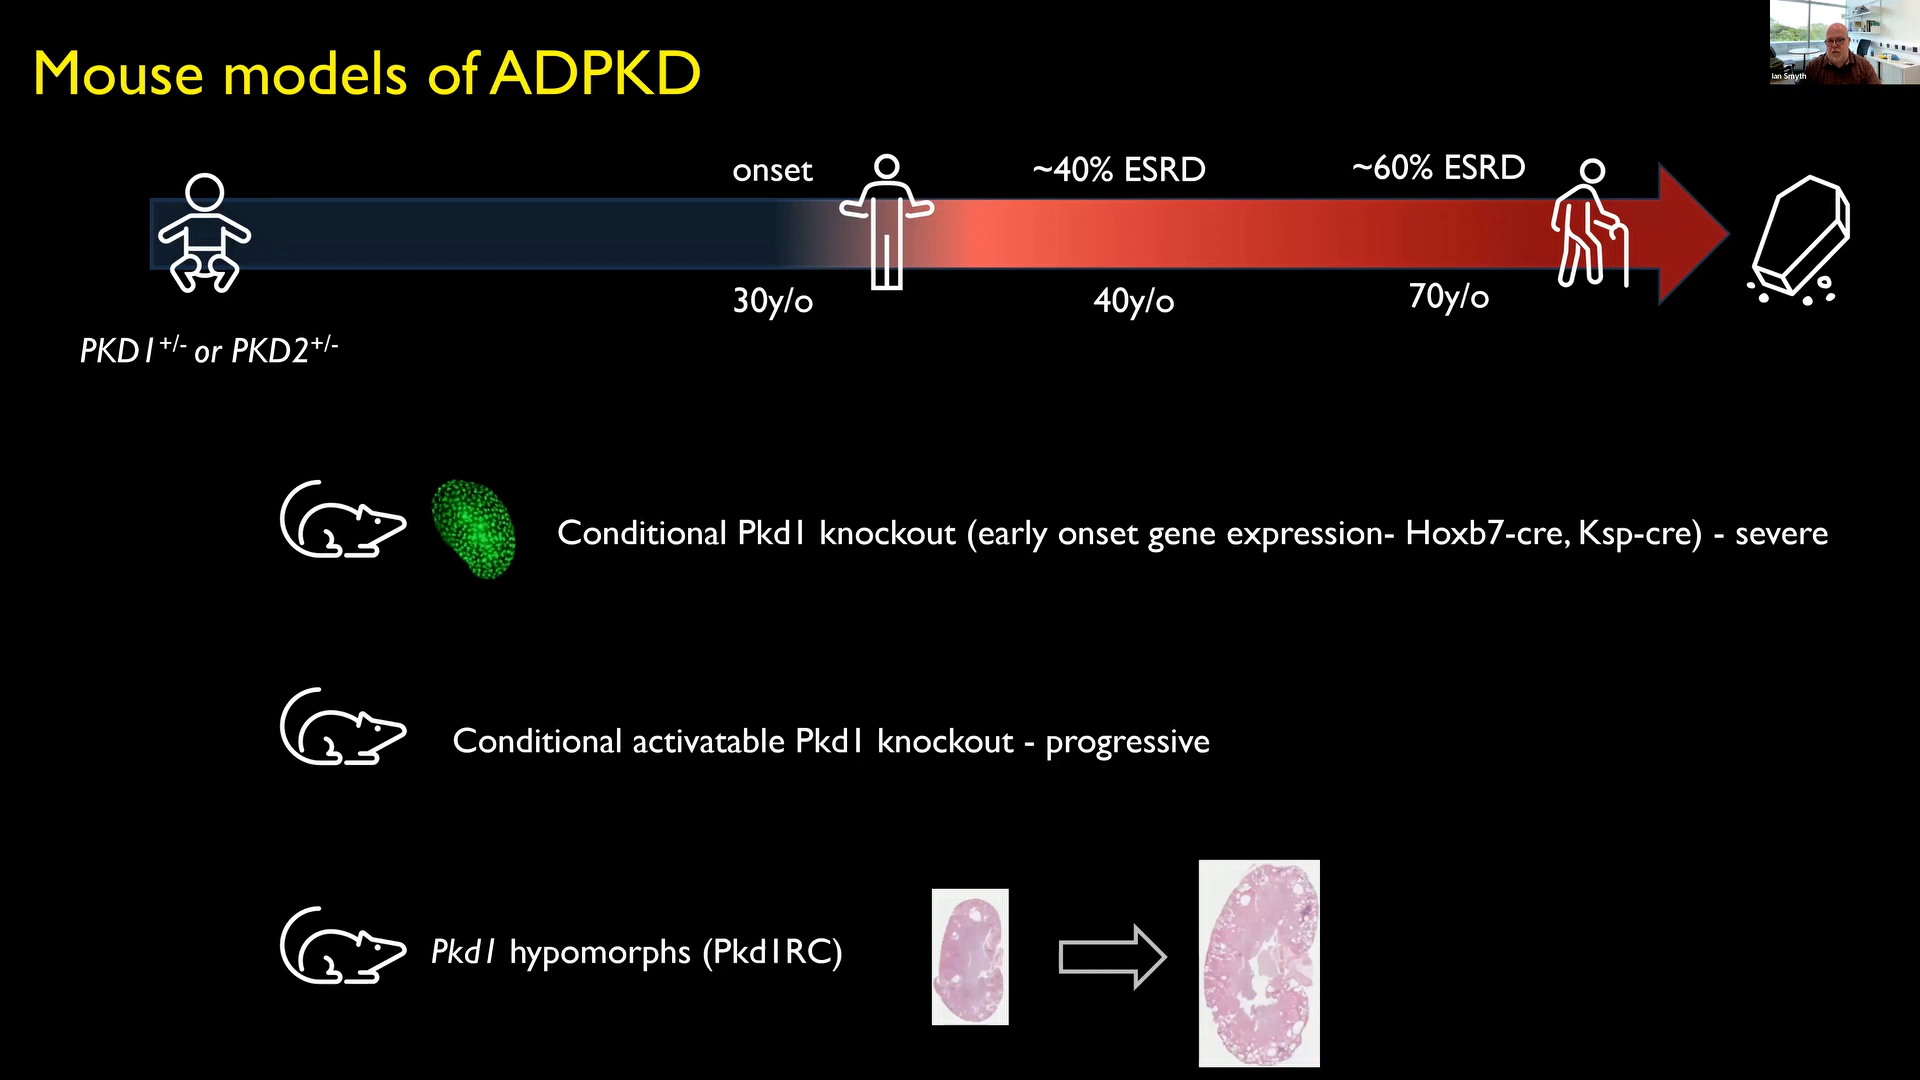 Mouse models of ADPKD
Ian Smyth
onset
~40% ESRD
~60% ESRD
30y/o
40y/o
70y/o
PKD1+/- or PKD2+/-
Conditional Pkd1 knockout (early onset gene expression- Hoxb7-cre, Ksp-cre) - severe
Conditional activatable Pkd1 knockout - progressive
Pkd1 hypomorphs (Pkd1RC)